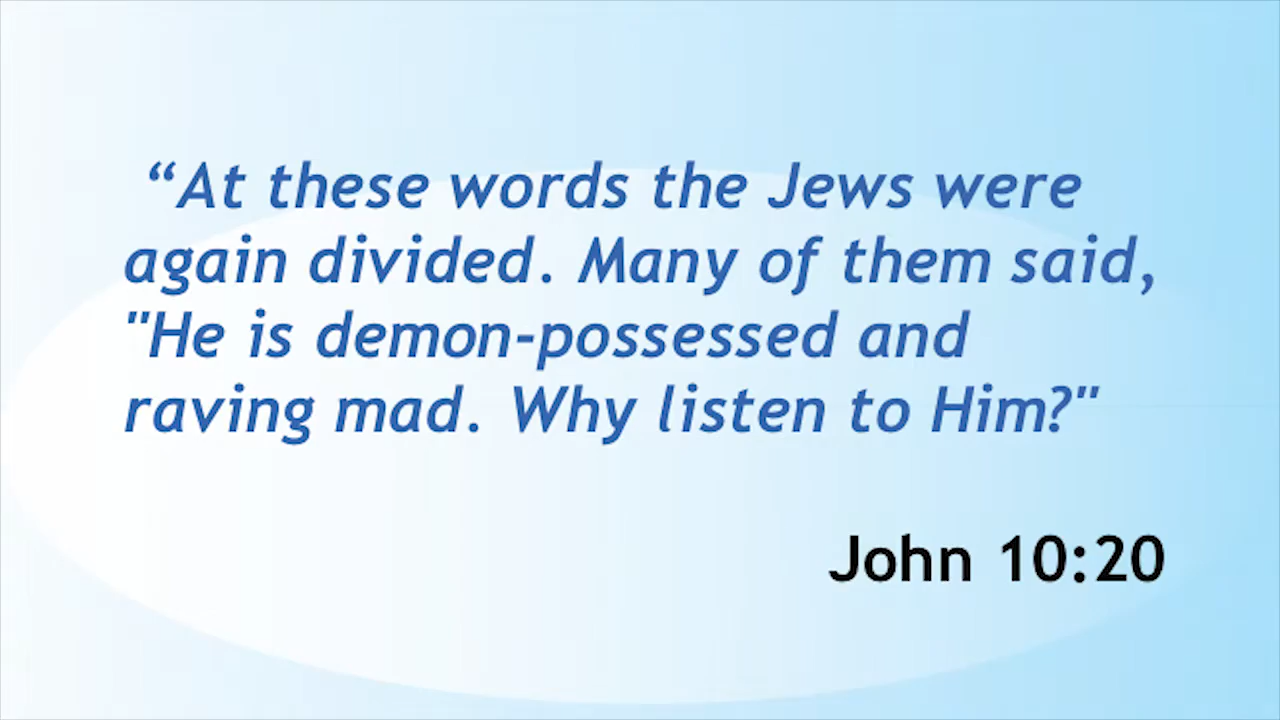 “At these words the Jews were
again divided. Many of them said,
"He is demon-possessed and
raving mad. Why listen to Him?"
John 10:20